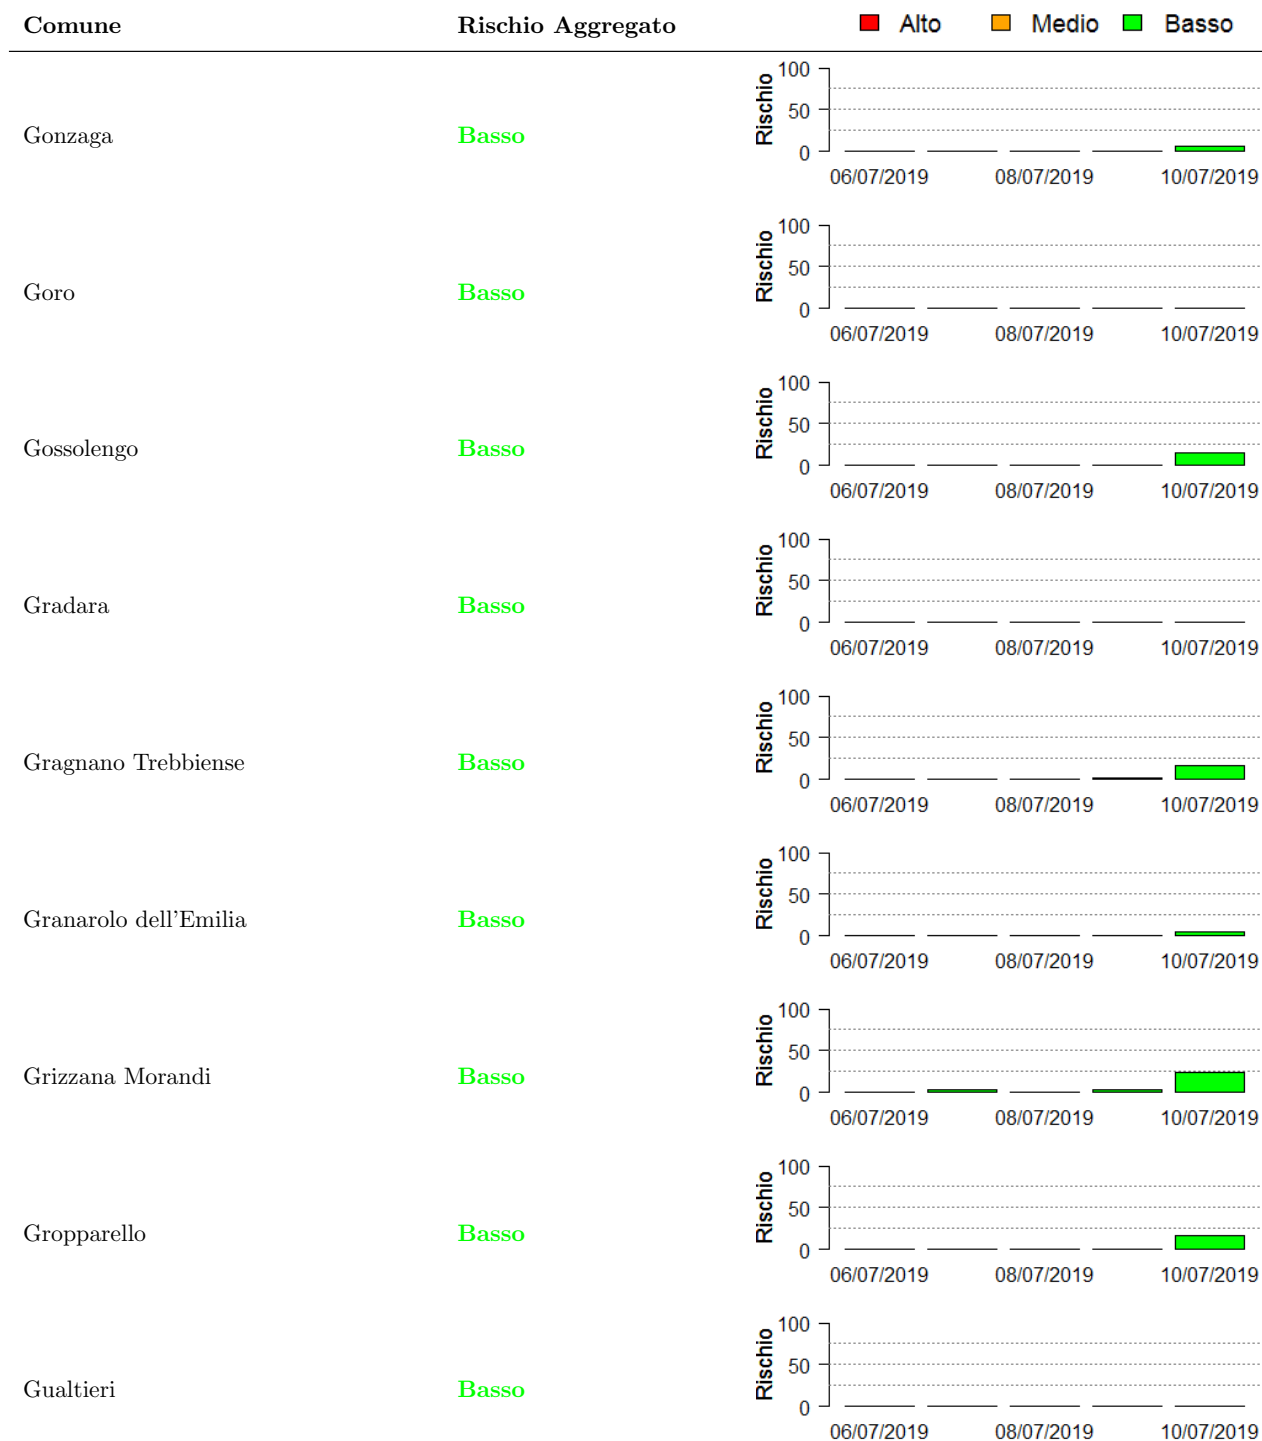 Comune Rischio Aggregato Alto Medio Basso
Gonzaga Basso Rischio 100 50 0
06/07/2019 08/07/2019 10/07/2019
Goro Basso Rischio 100 50 0
06/07/2019 08/07/2019 10/07/2019
Gossolengo Basso Rischio 100 50 0
06/07/2019 08/07/2019 10/07/2019
Gradara Basso Rischio 100 50 0
06/07/2019 08/07/2019 10/07/2019
Gragnano Trebbiense Basso Rischio 100 50 0
06/07/2019 08/07/2019 10/07/2019
Granarolo dell'Emilia Basso Rischio 100 50 0
06/07/2019 08/07/2019 10/07/2019
Grizzana Morandi Basso Rischio 100 50 0
06/07/2019 08/07/2019 10/07/2019
Gropparello Basso Rischio 100 50 0
06/07/2019 08/07/2019 10/07/2019
Gualtieri Basso Rischio 100 50 0
06/07/2019 08/07/2019 10/07/2019